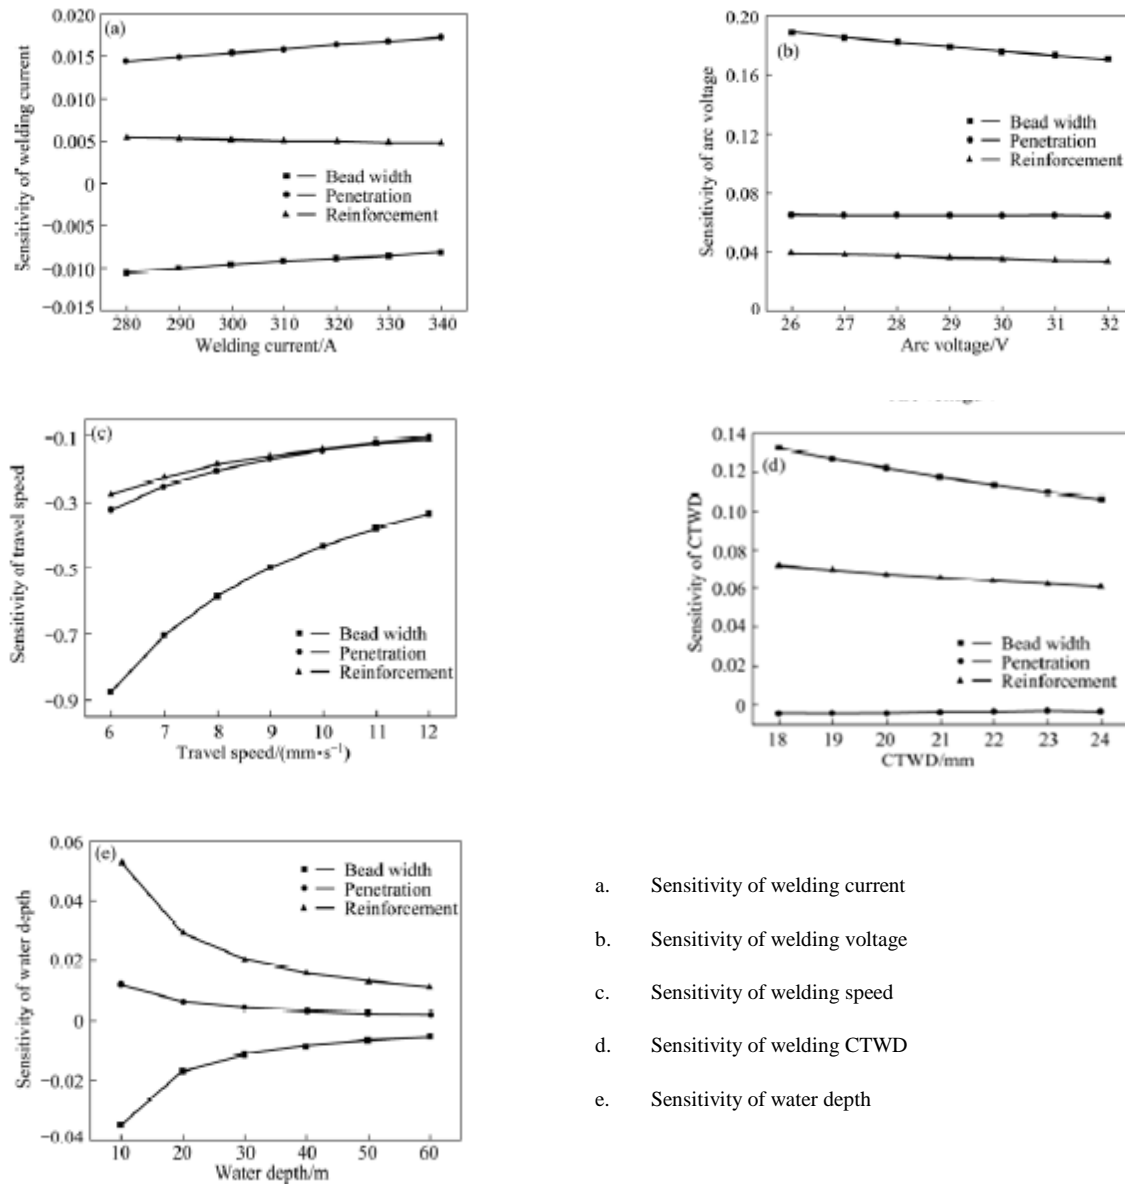 (a)
Sensitivity of welding current
0.020
0.015
0.010
0.005
0
−0.005
−0.010
−0.015
Bead width
Penetration
Reinforcement
280 290 300 310 320 330 340
Welding current/A
(b)
Sensitivity of arc voltage
0.20
0.16
0.12
0.08
0.04
0
Bead width
Penetration
Reinforcement
26 27 28 29 30 31 32
Arc voltage/V
(c)
Sensitivity of travel speed
−0.1
−0.3
−0.5
−0.7
−0.9
Bead width
Penetration
Reinforcement
6 7 8 9 10 11 12
Travel speed/(mm•s⁻¹)
(d)
Sensitivity of CTWD
0.14
0.12
0.10
0.08
0.06
0.04
0.02
0
Bead width
Penetration
Reinforcement
18 19 20 21 22 23 24
CTWD/mm
(e)
Sensitivity of water depth
0.06
0.04
0.02
0
−0.02
−0.04
Bead width
Penetration
Reinforcement
10 20 30 40 50 60
Water depth/m
a. Sensitivity of welding current
b. Sensitivity of welding voltage
c. Sensitivity of welding speed
d. Sensitivity of welding CTWD
e. Sensitivity of water depth